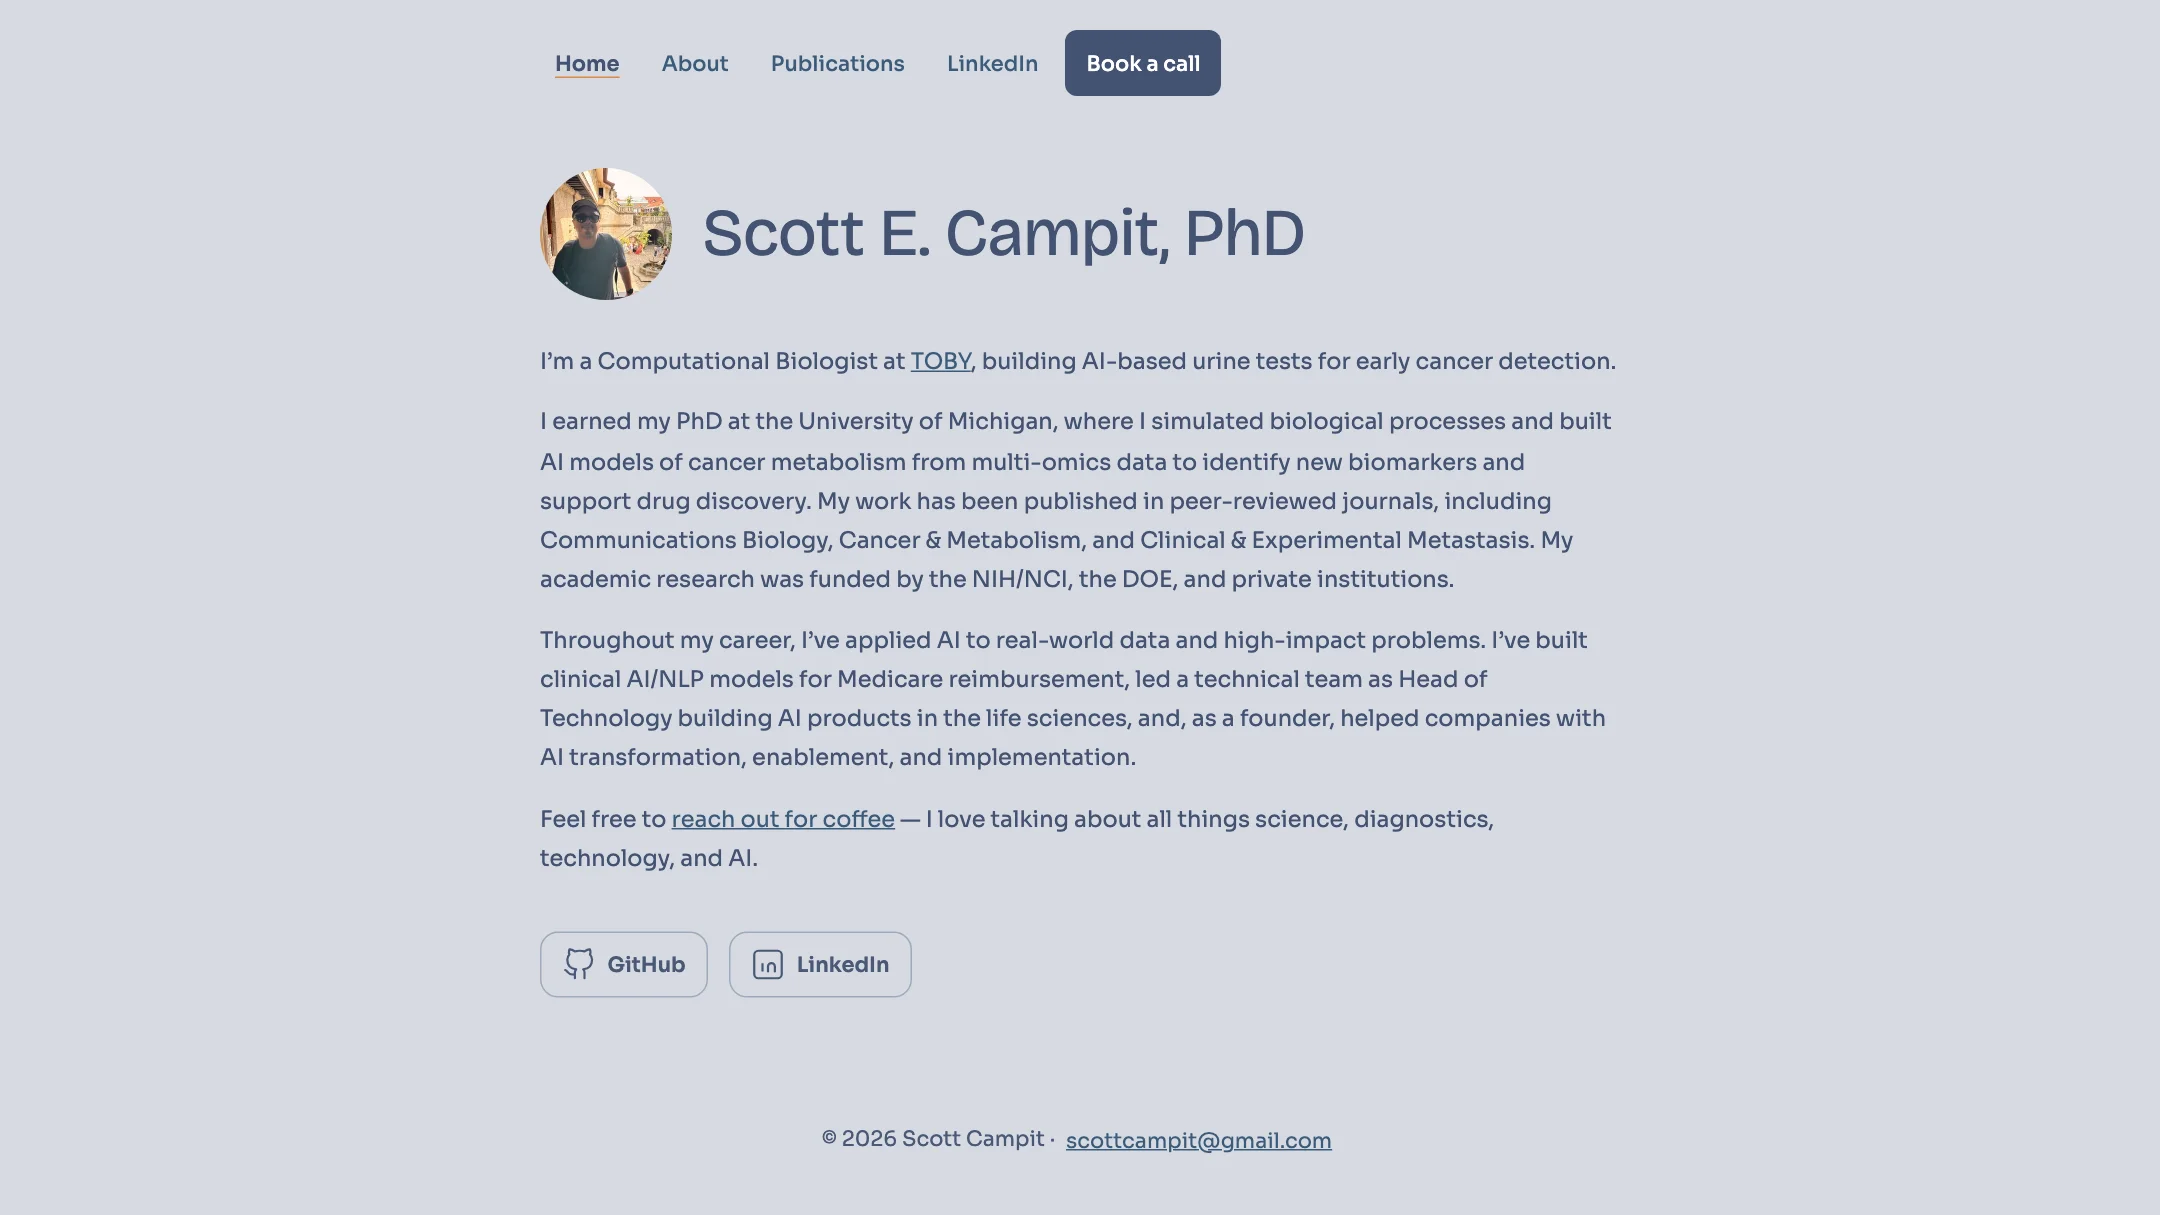 Home
About
Publications
LinkedIn
Book a call
Scott E. Campit, PhD
I’m a Computational Biologist at TOBY, building AI-based urine tests for early cancer detection.
I earned my PhD at the University of Michigan, where I simulated biological processes and built
AI models of cancer metabolism from multi-omics data to identify new biomarkers and
support drug discovery. My work has been published in peer-reviewed journals, including
Communications Biology, Cancer & Metabolism, and Clinical & Experimental Metastasis. My
academic research was funded by the NIH/NCI, the DOE, and private institutions.
Throughout my career, I’ve applied AI to real-world data and high-impact problems. I’ve built
clinical AI/NLP models for Medicare reimbursement, led a technical team as Head of
Technology building AI products in the life sciences, and, as a founder, helped companies with
AI transformation, enablement, and implementation.
Feel free to reach out for coffee — I love talking about all things science, diagnostics,
technology, and AI.
GitHub
LinkedIn
© 2026 Scott Campit · scottcampit@gmail.com